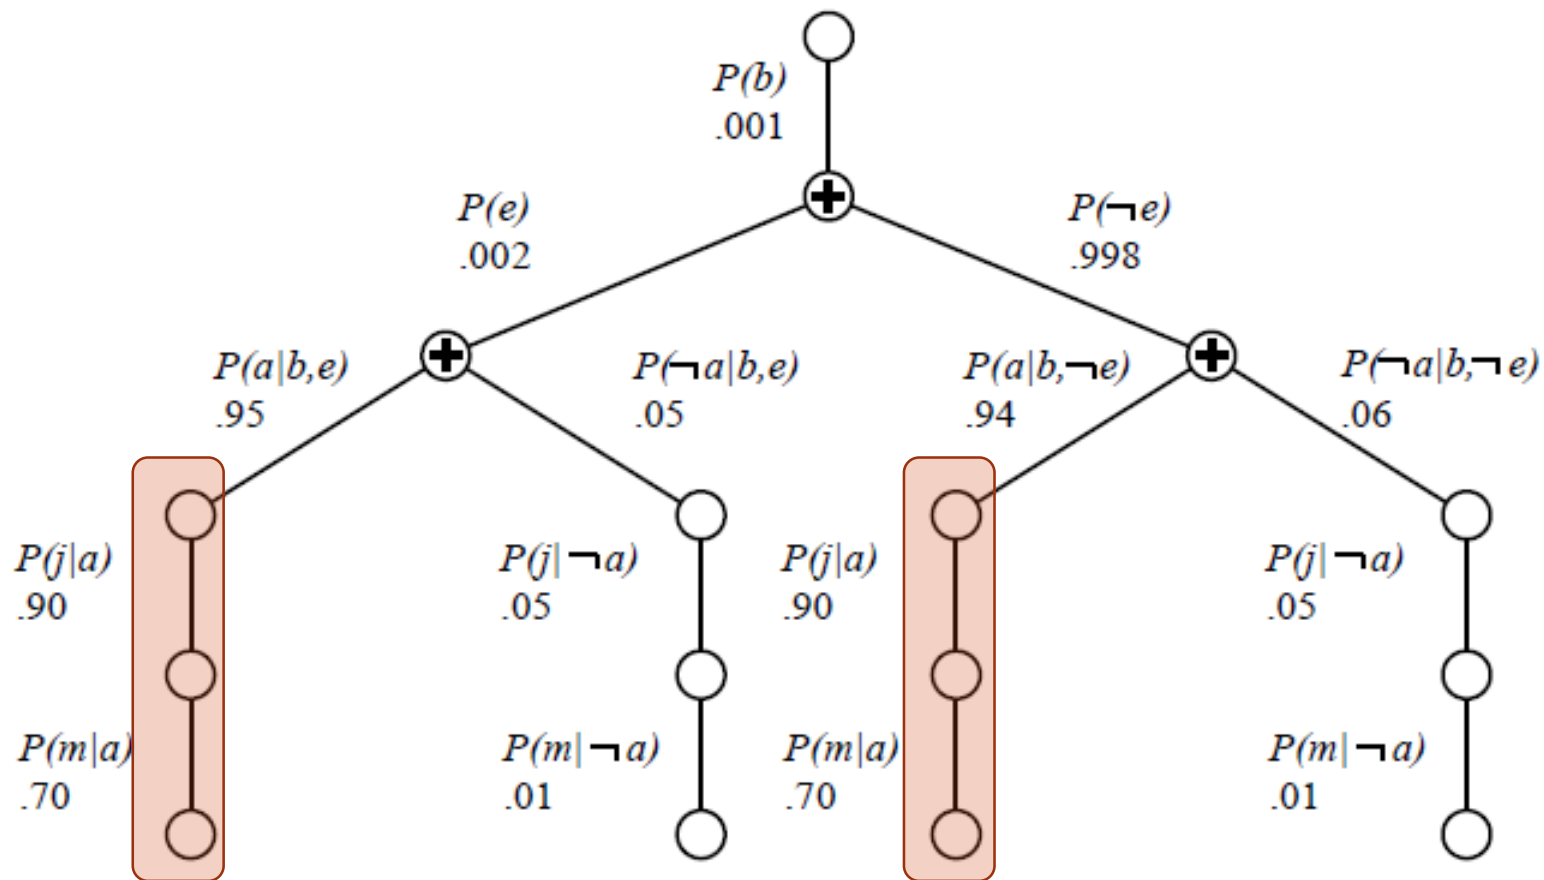 P(b)
.001
P(e)
.002
P(¬e)
.998
P(a|b,e)
.95
P(¬a|b,e)
.05
P(a|b,¬e)
.94
P(¬a|b,¬e)
.06
P(j|a)
.90
P(j|¬a)
.05
P(j|a)
.90
P(j|¬a)
.05
P(m|a)
.70
P(m|¬a)
.01
P(m|a)
.70
P(m|¬a)
.01